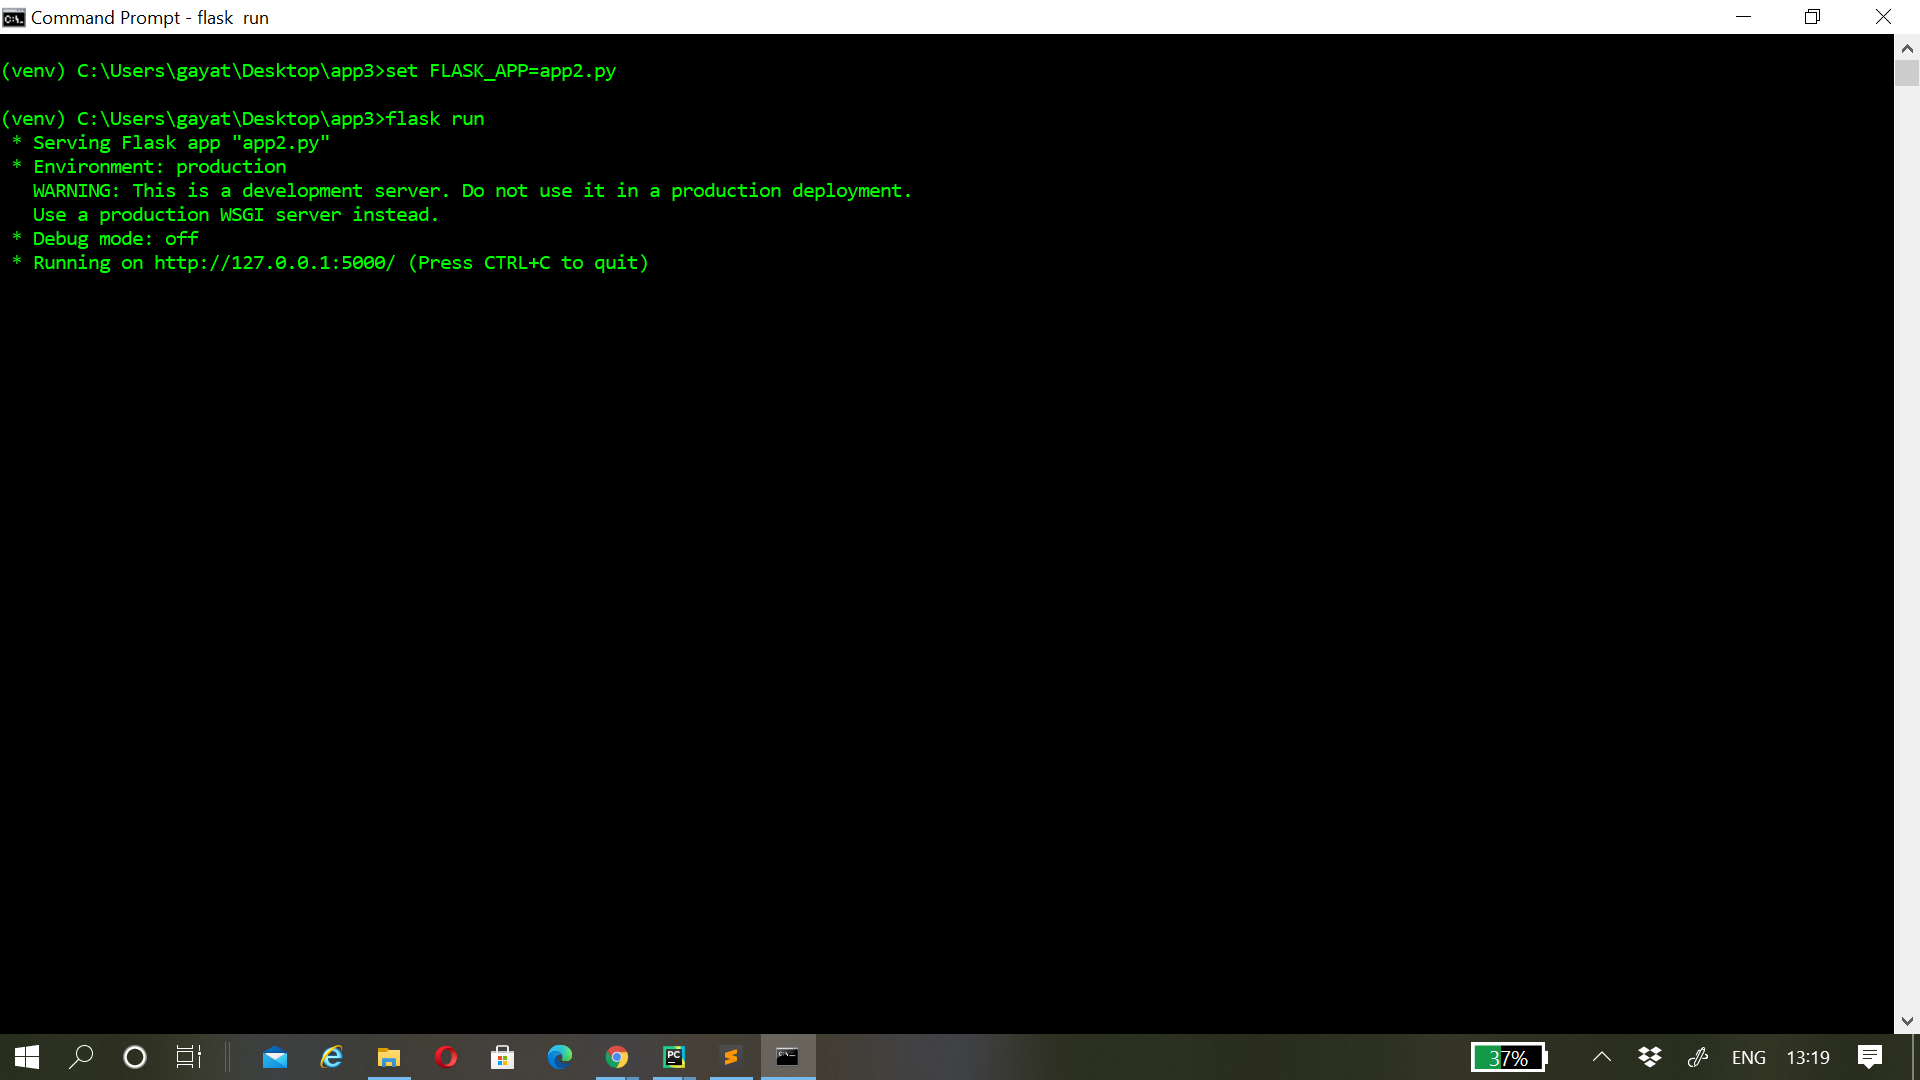 Command Prompt - flask  run
(venv) C:\Users\gayat\Desktop\app3>set FLASK_APP=app2.py
(venv) C:\Users\gayat\Desktop\app3>flask run
 * Serving Flask app "app2.py"
 * Environment: production
   WARNING: This is a development server. Do not use it in a production deployment.
   Use a production WSGI server instead.
 * Debug mode: off
 * Running on http://127.0.0.1:5000/ (Press CTRL+C to quit)
PC
37%
ENG
13:19